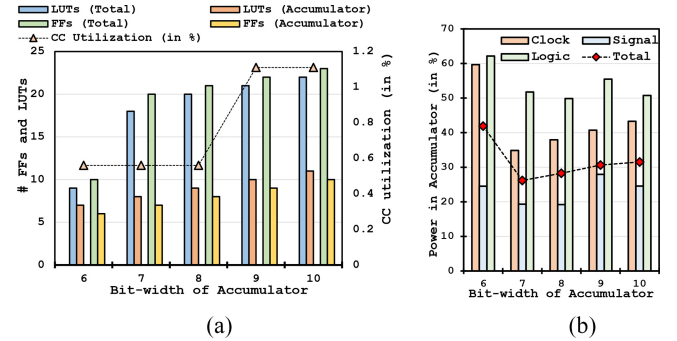 LUTs (Total) LUTs (Accumulator)
FFs (Total) FFs (Accumulator)
CC Utilization (in %)
25
20
15
10
5
0
# FFs and LUTs
1.2
1
0.8
0.6
0.4
0.2
0
CC utilization (in %)
6 7 8 9 10
Bit-width of Accumulator
(a)
70
60
50
40
30
20
10
0
Power in Accumulator (in %)
Clock Signal
Logic Total
6 7 8 9 10
Bit-width of Accumulator
(b)